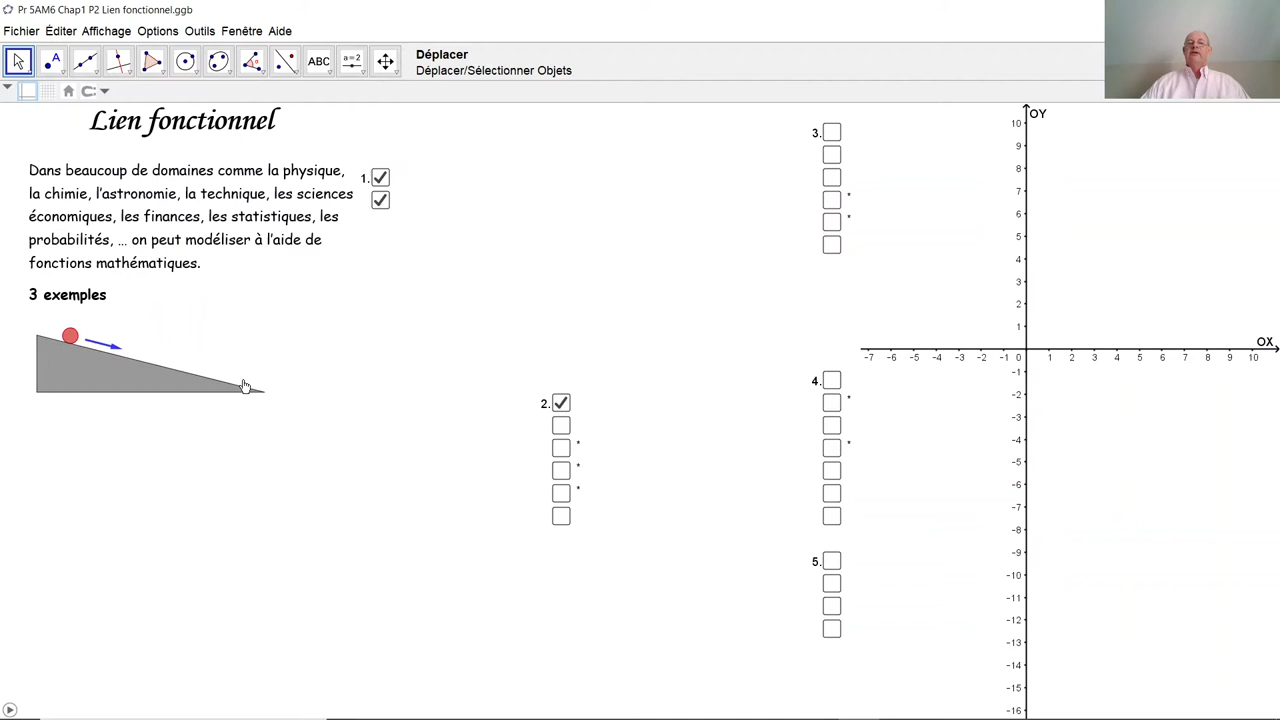 Pr 5AM6 Chap1 P2 Lien fonctionnel.ggb
Fichier Éditer Affichage Options Outils Fenêtre Aide
A ABC a=2
Déplacer
Déplacer/Sélectionner Objets
Lien fonctionnel
Dans beaucoup de domaines comme la physique,
la chimie, l'astronomie, la technique, les sciences
économiques, les finances, les statistiques, les
probabilités, ... on peut modéliser à l'aide de
fonctions mathématiques.
3 exemples
1.
2.
*
*
*
3.
*
*
4.
*
*
5.
OY
10
9
8
7
6
5
4
3
2
1
OX
-7 -6 -5 -4 -3 -2 -1 0 1 2 3 4 5 6 7 8 9 10
-1
-2
-3
-4
-5
-6
-7
-8
-9
-10
-11
-12
-13
-14
-15
-16